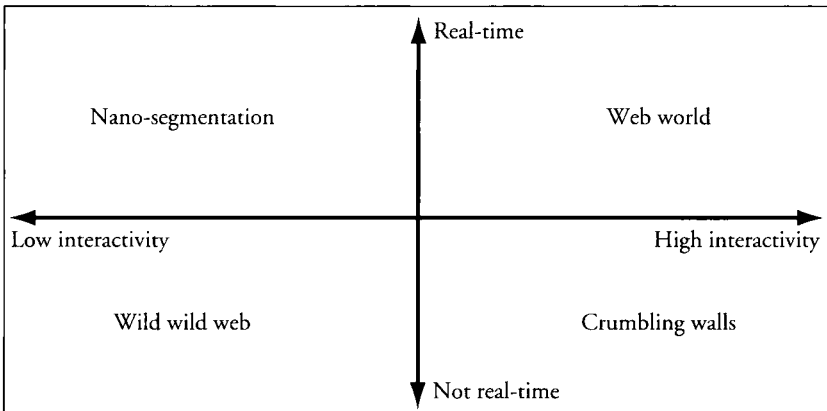 Real-time
Nano-segmentation
Web world
Low interactivity
High interactivity
Wild wild web
Crumbling walls
Not real-time